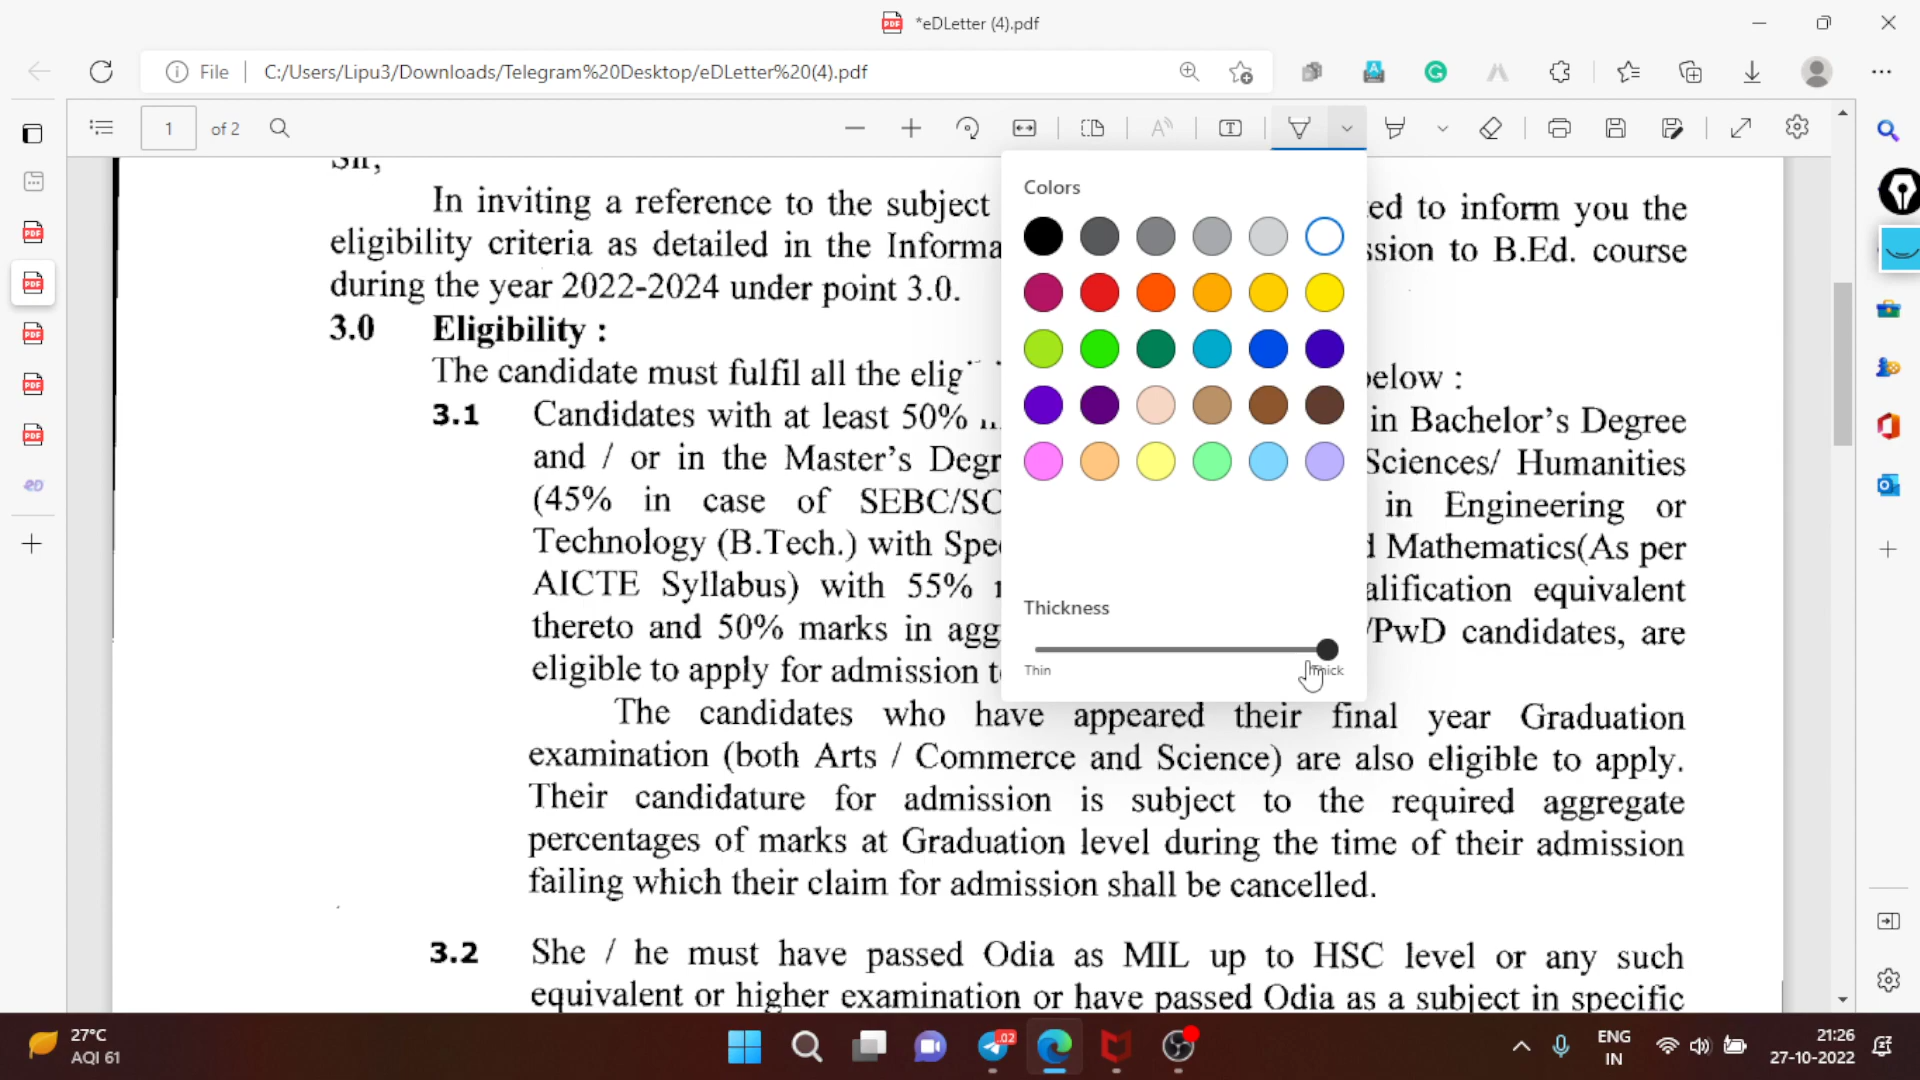 *eDLetter (4).pdf
File
C:/Users/Lipu3/Downloads/Telegram%20Desktop/eDLetter%20(4).pdf
1 of 2
Sir,
In inviting a reference to the subject
ed to inform you the
eligibility criteria as detailed in the Informa
ssion to B.Ed. course
during the year 2022-2024 under point 3.0.
3.0 Eligibility :
The candidate must fulfil all the elig
below :
3.1 Candidates with at least 50%
in Bachelor's Degree
and / or in the Master's Degr
Sciences/ Humanities
(45% in case of SEBC/SC
in Engineering or
Technology (B.Tech.) with Spe
d Mathematics(As per
AICTE Syllabus) with 55%
alification equivalent
thereto and 50% marks in agg
/PwD candidates, are
eligible to apply for admission t
The candidates who have appeared their final year Graduation
examination (both Arts / Commerce and Science) are also eligible to apply.
Their candidature for admission is subject to the required aggregate
percentages of marks at Graduation level during the time of their admission
failing which their claim for admission shall be cancelled.
3.2 She / he must have passed Odia as MIL up to HSC level or any such
equivalent or higher examination or have passed Odia as a subject in specific
Colors
Thickness
Thin
Thick
27°C
AQI 61
.02
ENG
IN
21:26
27-10-2022